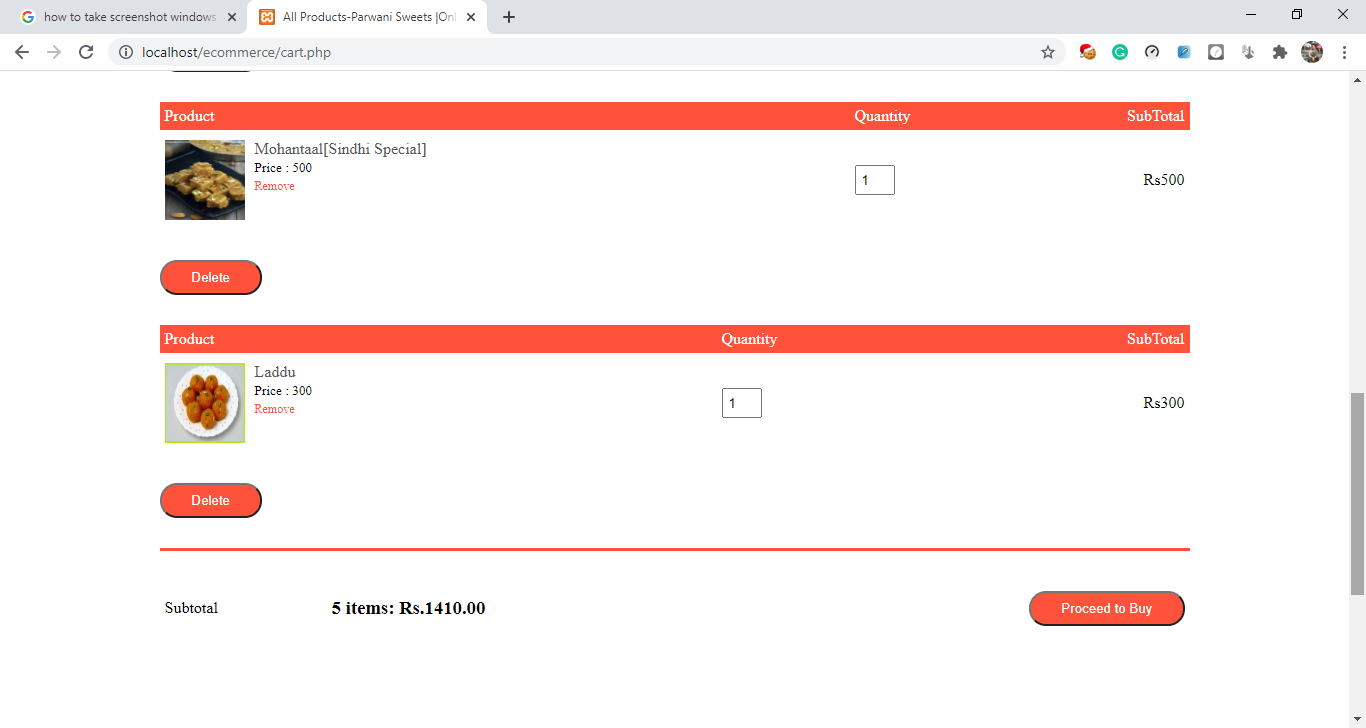 how to take screenshot windows
All Products-Parwani Sweets |Onl
localhost/ecommerce/cart.php
Product Quantity SubTotal
Mohantaal[Sindhi Special]
Price : 500
Remove
1
Rs500
Delete
Product Quantity SubTotal
Laddu
Price : 300
Remove
1
Rs300
Delete
Subtotal 5 items: Rs.1410.00 Proceed to Buy